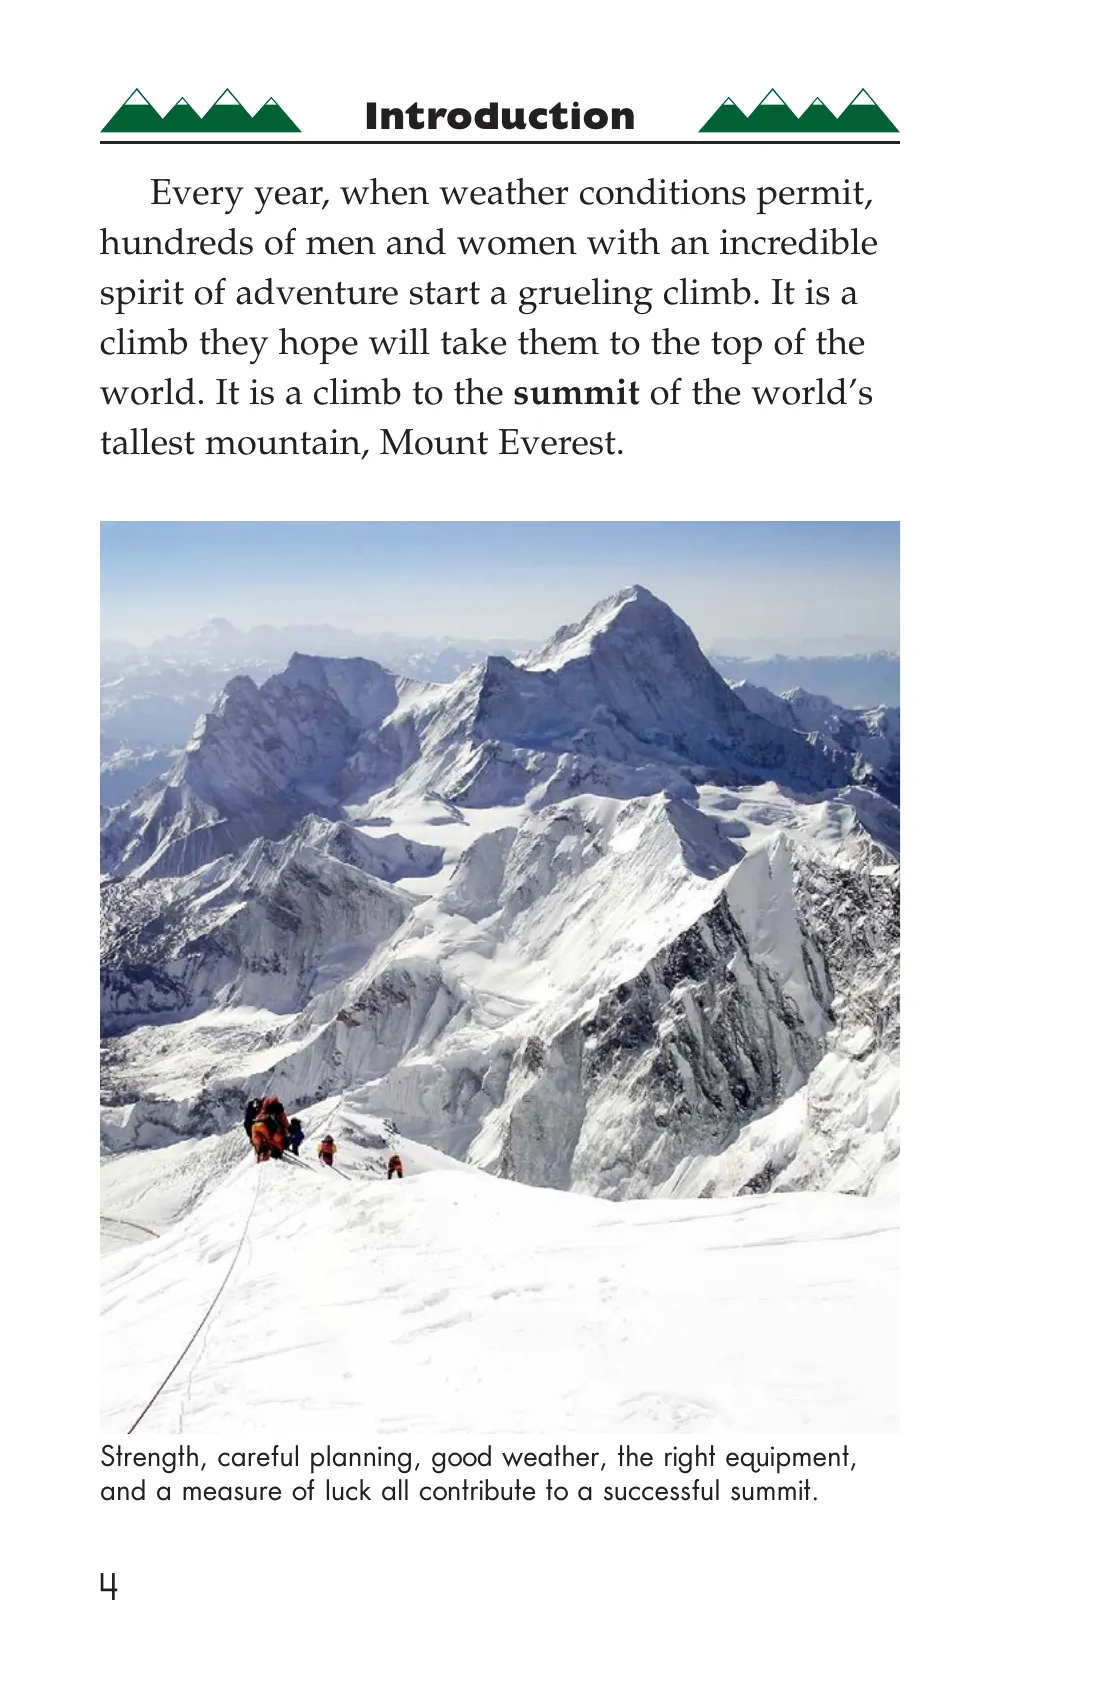 Introduction
Every year, when weather conditions permit,
hundreds of men and women with an incredible
spirit of adventure start a grueling climb. It is a
climb they hope will take them to the top of the
world. It is a climb to the summit of the world’s
tallest mountain, Mount Everest.
Strength, careful planning, good weather, the right equipment,
and a measure of luck all contribute to a successful summit.
4